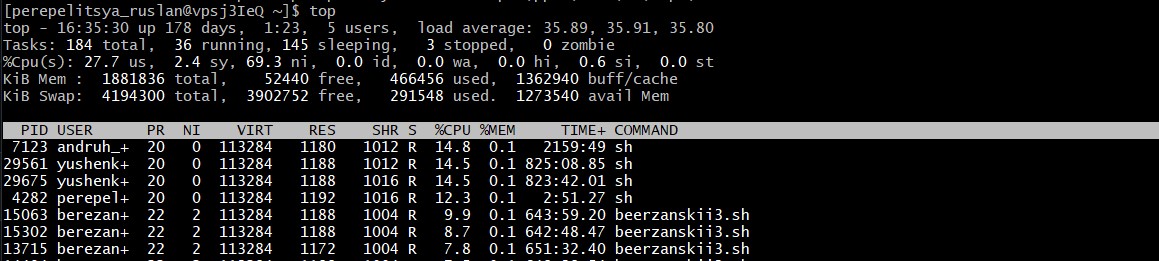 [perepelitsya_ruslan@vpsj3IeQ ~]$ top
top - 16:35:30 up 178 days,  1:23,  5 users,  load average: 35.89, 35.91, 35.80
Tasks: 184 total,  36 running, 145 sleeping,   3 stopped,   0 zombie
%Cpu(s): 27.7 us,  2.4 sy, 69.3 ni,  0.0 id,  0.0 wa,  0.0 hi,  0.6 si,  0.0 st
KiB Mem :  1881836 total,    52440 free,   466456 used,  1362940 buff/cache
KiB Swap:  4194300 total,  3902752 free,   291548 used.  1273540 avail Mem
PID USER      PR  NI    VIRT    RES    SHR S  %CPU %MEM     TIME+ COMMAND
7123 andruh_+  20   0  113284   1180   1012 R  14.8  0.1   2159:49 sh
29561 yushenk+  20   0  113284   1188   1012 R  14.5  0.1 825:08.85 sh
29675 yushenk+  20   0  113284   1188   1016 R  14.5  0.1 823:42.01 sh
4282 perepel+  20   0  113284   1192   1016 R  12.3  0.1   2:51.27 sh
15063 berezan+  22   2  113284   1188   1004 R   9.9  0.1 643:59.20 beerzanskii3.sh
15302 berezan+  22   2  113284   1188   1004 R   8.7  0.1 642:48.47 beerzanskii3.sh
13715 berezan+  22   2  113284   1172   1004 R   7.8  0.1 651:32.40 beerzanskii3.sh